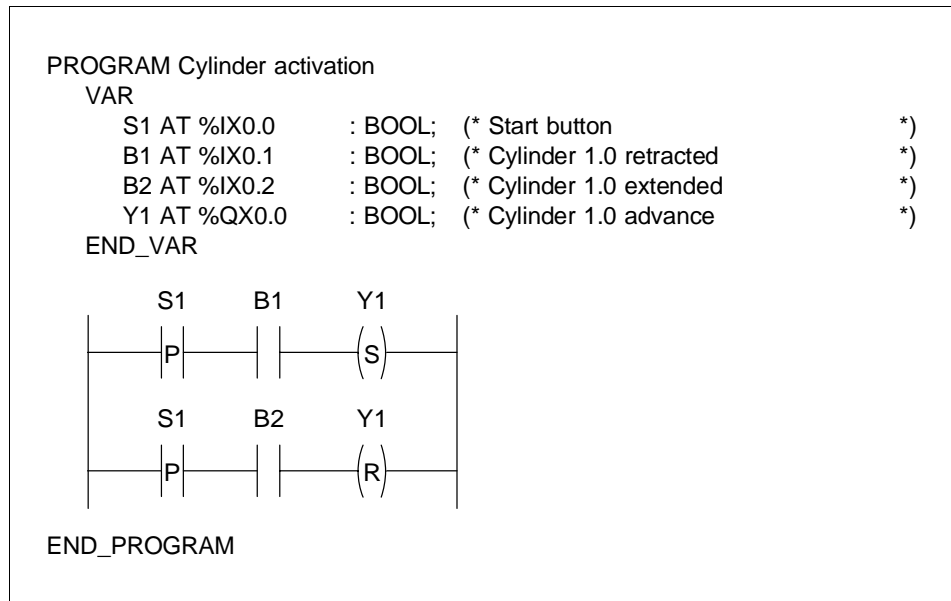 PROGRAM Cylinder activation
VAR
S1 AT %IX0.0 : BOOL; (* Start button *)
B1 AT %IX0.1 : BOOL; (* Cylinder 1.0 retracted *)
B2 AT %IX0.2 : BOOL; (* Cylinder 1.0 extended *)
Y1 AT %QX0.0 : BOOL; (* Cylinder 1.0 advance *)
END_VAR
S1 B1 Y1
P S
S1 B2 Y1
P R
END_PROGRAM